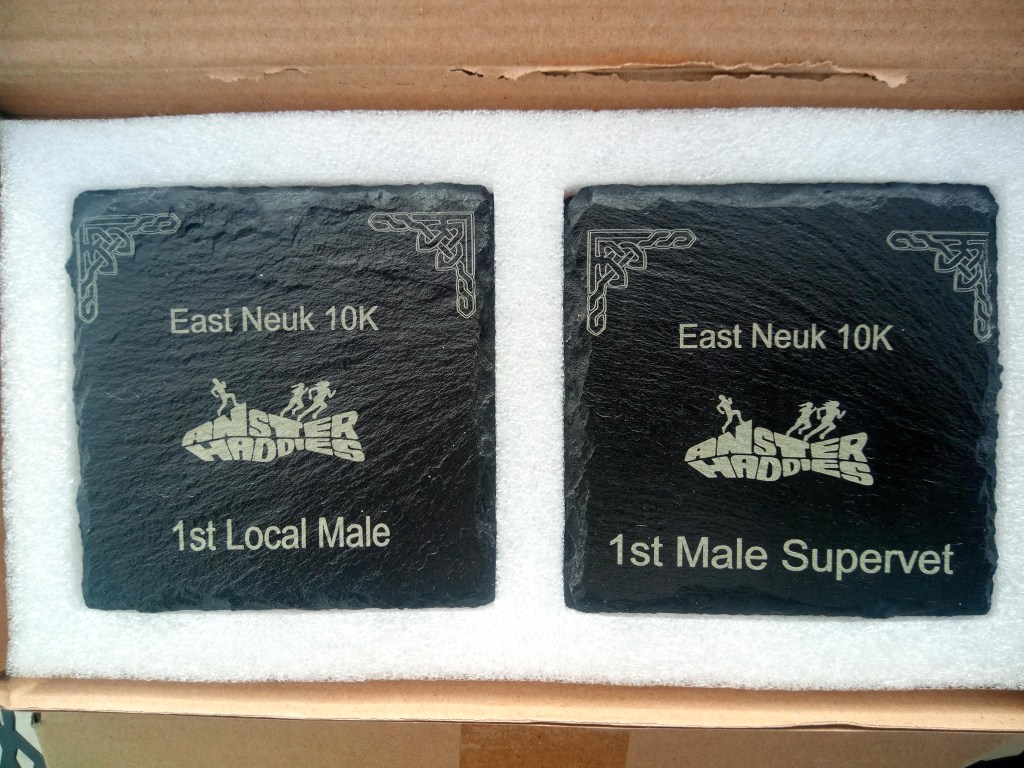 East Neuk 10K
ANSTER
HADDIES
1st Local Male
East Neuk 10K
ANSTER
HADDIES
1st Male Supervet